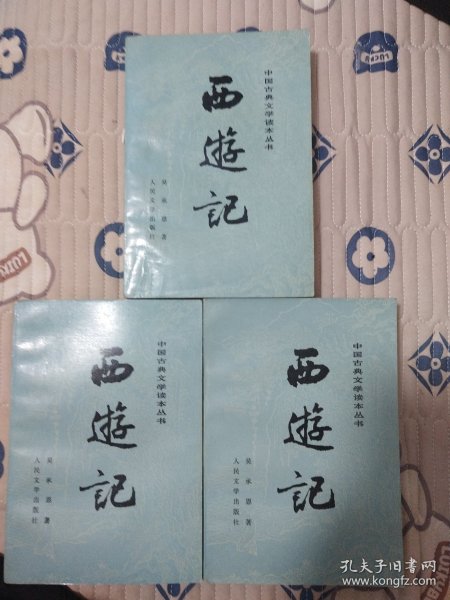 中国古典文学读本丛书
西遊記
吴承恩著
人民文学出版社
中国古典文学读本丛书
西遊記
吴承恩著
人民文学出版社
中国古典文学读本丛书
西遊記
吴承恩著
人民文学出版社
孔夫子旧书网
www.kongfz.com